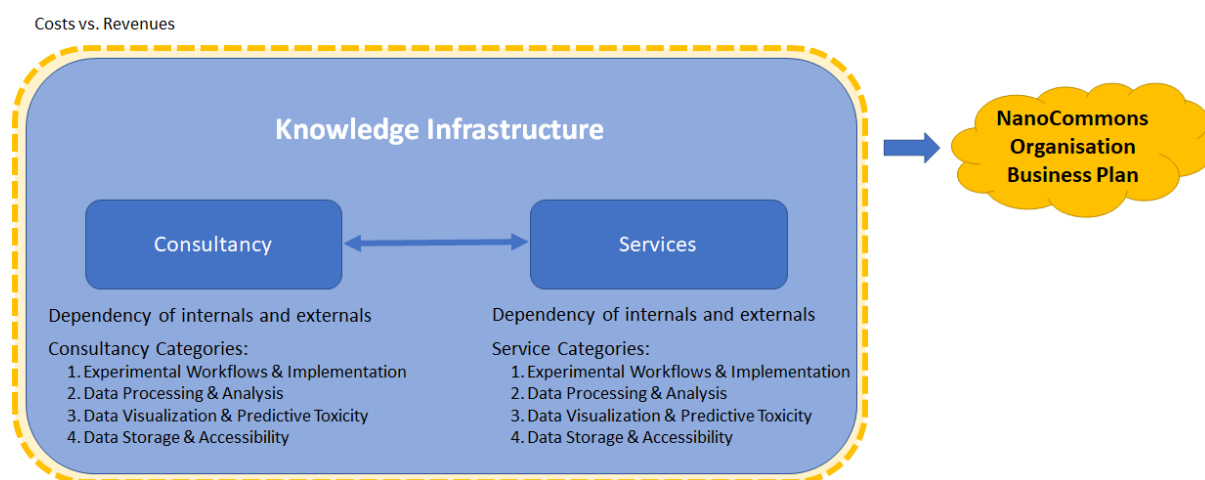 Costs vs. Revenues
Knowledge Infrastructure
NanoCommons
Organisation
Business Plan
Consultancy
Services
Dependency of internals and externals
Consultancy Categories:
1. Experimental Workflows & Implementation
2. Data Processing & Analysis
3. Data Visualization & Predictive Toxicity
4. Data Storage & Accessibility
Dependency of internals and externals
Service Categories:
1. Experimental Workflows & Implementation
2. Data Processing & Analysis
3. Data Visualization & Predictive Toxicity
4. Data Storage & Accessibility